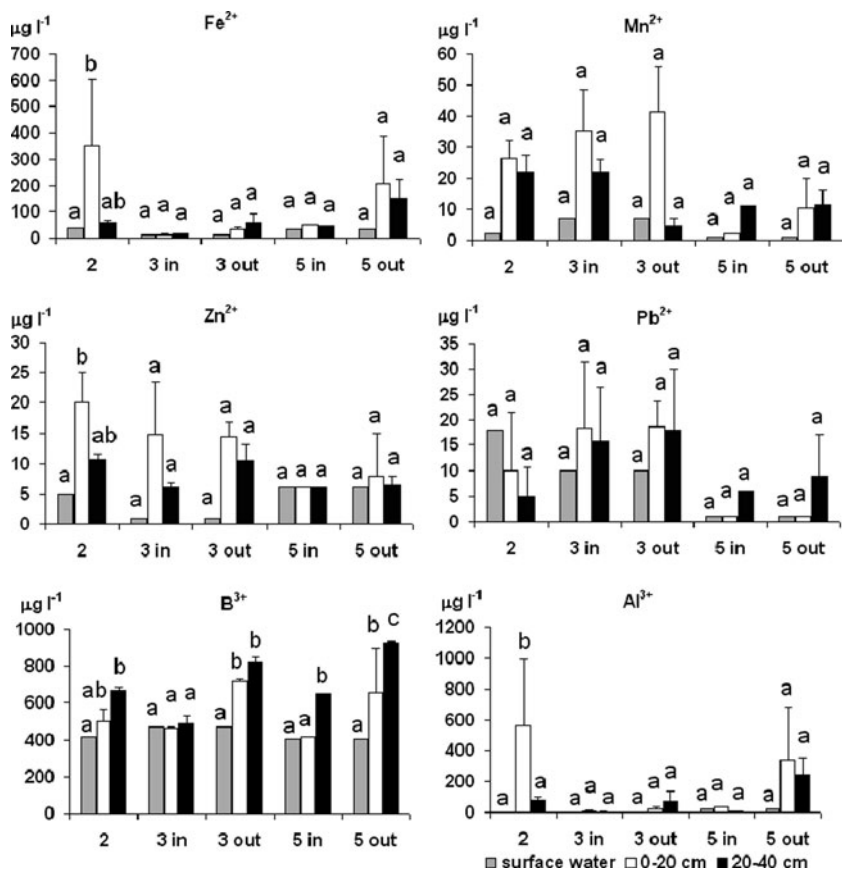 µg l⁻¹ Fe²⁺
700
600
500
400
300
200
100
0
a b ab a a a a a a a a a a a a
2 3 in 3 out 5 in 5 out
µg l⁻¹ Mn²⁺
60
50
40
30
20
10
0
a a a a a a a a a a a a a a a
2 3 in 3 out 5 in 5 out
µg l⁻¹ Zn²⁺
30
25
20
15
10
5
0
a b ab a a a a a a a a a a a a
2 3 in 3 out 5 in 5 out
µg l⁻¹ Pb²⁺
35
30
25
20
15
10
5
0
a a a a a a a a a a a a a a a
2 3 in 3 out 5 in 5 out
µg l⁻¹ B³⁺
1000
800
600
400
200
0
a ab b a a a a b b a a b a b c
2 3 in 3 out 5 in 5 out
µg l⁻¹ Al³⁺
1200
1000
800
600
400
200
0
a b a a a a a a a a a a a a a
2 3 in 3 out 5 in 5 out
surface water 0-20 cm 20-40 cm